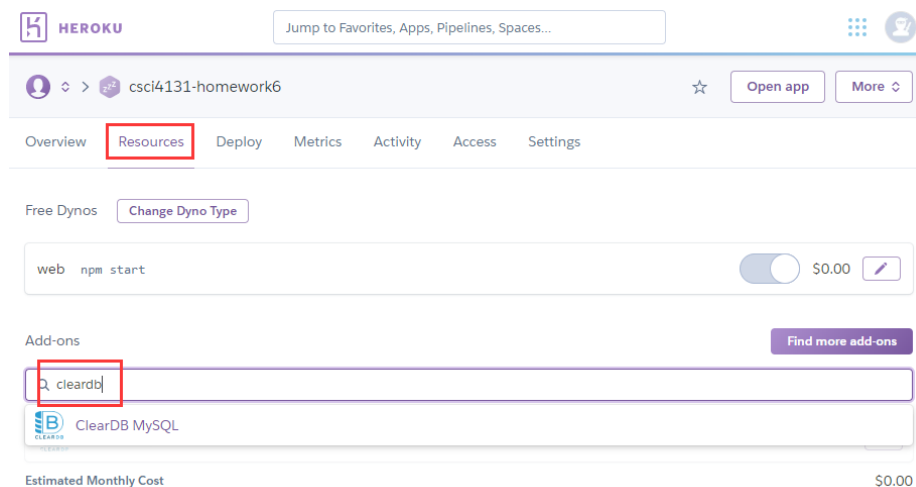 HEROKU
Jump to Favorites, Apps, Pipelines, Spaces...
csci4131-homework6
Open app
More
Overview Resources Deploy Metrics Activity Access Settings
Free Dynos Change Dyno Type
web npm start $0.00
Add-ons Find more add-ons
cleardb
ClearDB MySQL
CLEARDB
Estimated Monthly Cost $0.00